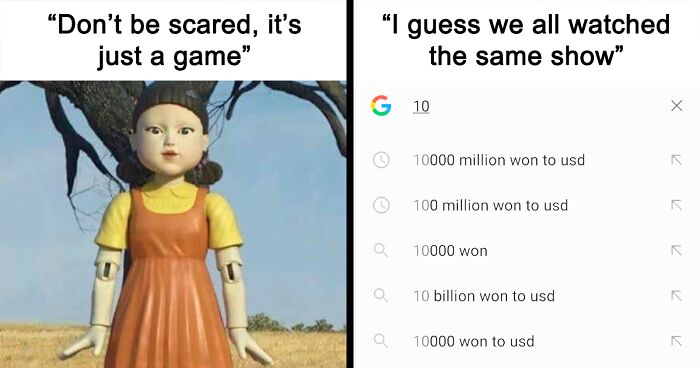 “Don’t be scared, it’s
just a game”
“I guess we all watched
the same show”
10
10000 million won to usd
100 million won to usd
10000 won
10 billion won to usd
10000 won to usd